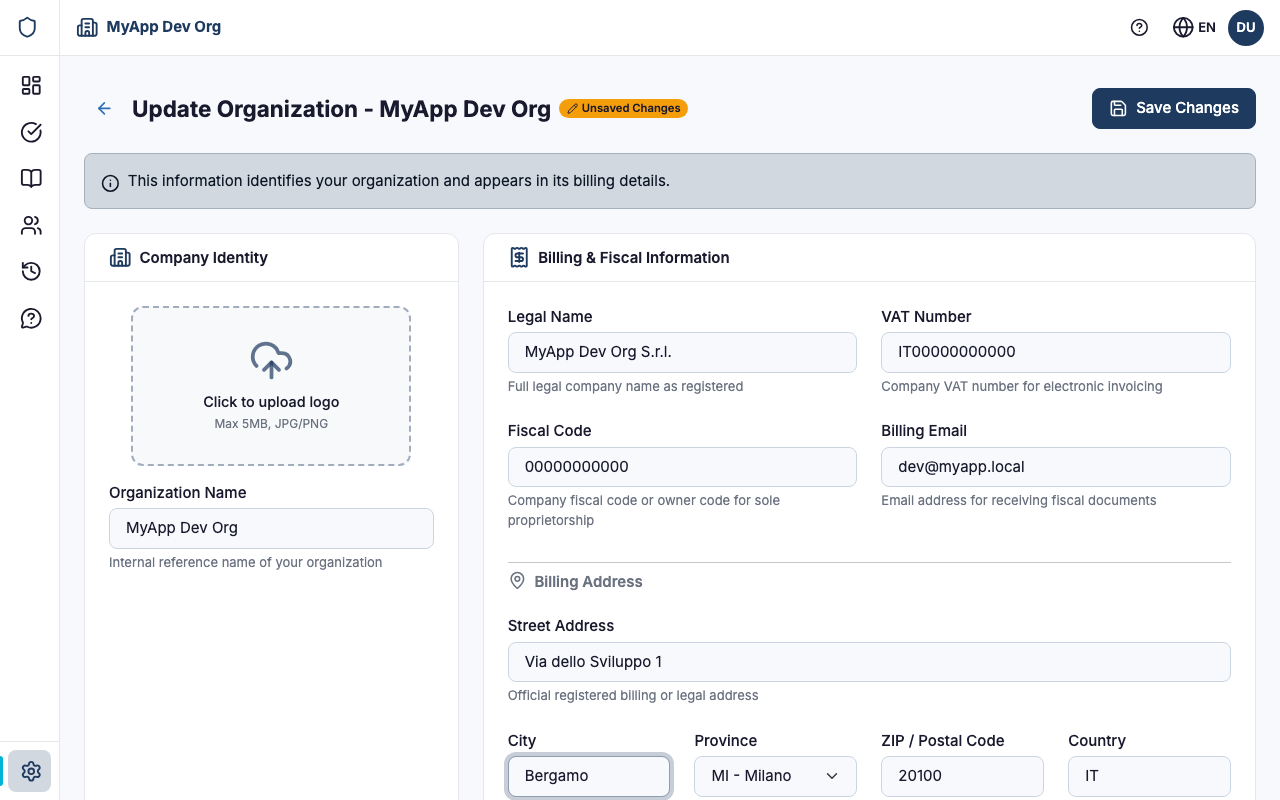 MyApp Dev Org
EN
DU
Update Organization - MyApp Dev Org
Unsaved Changes
Save Changes
This information identifies your organization and appears in its billing details.
Company Identity
Click to upload logo
Max 5MB, JPG/PNG
Organization Name
MyApp Dev Org
Internal reference name of your organization
Billing & Fiscal Information
Legal Name
MyApp Dev Org S.r.l.
Full legal company name as registered
VAT Number
IT00000000000
Company VAT number for electronic invoicing
Fiscal Code
00000000000
Company fiscal code or owner code for sole
proprietorship
Billing Email
dev@myapp.local
Email address for receiving fiscal documents
Billing Address
Street Address
Via dello Sviluppo 1
Official registered billing or legal address
City
Bergamo
Province
MI - Milano
ZIP / Postal Code
20100
Country
IT